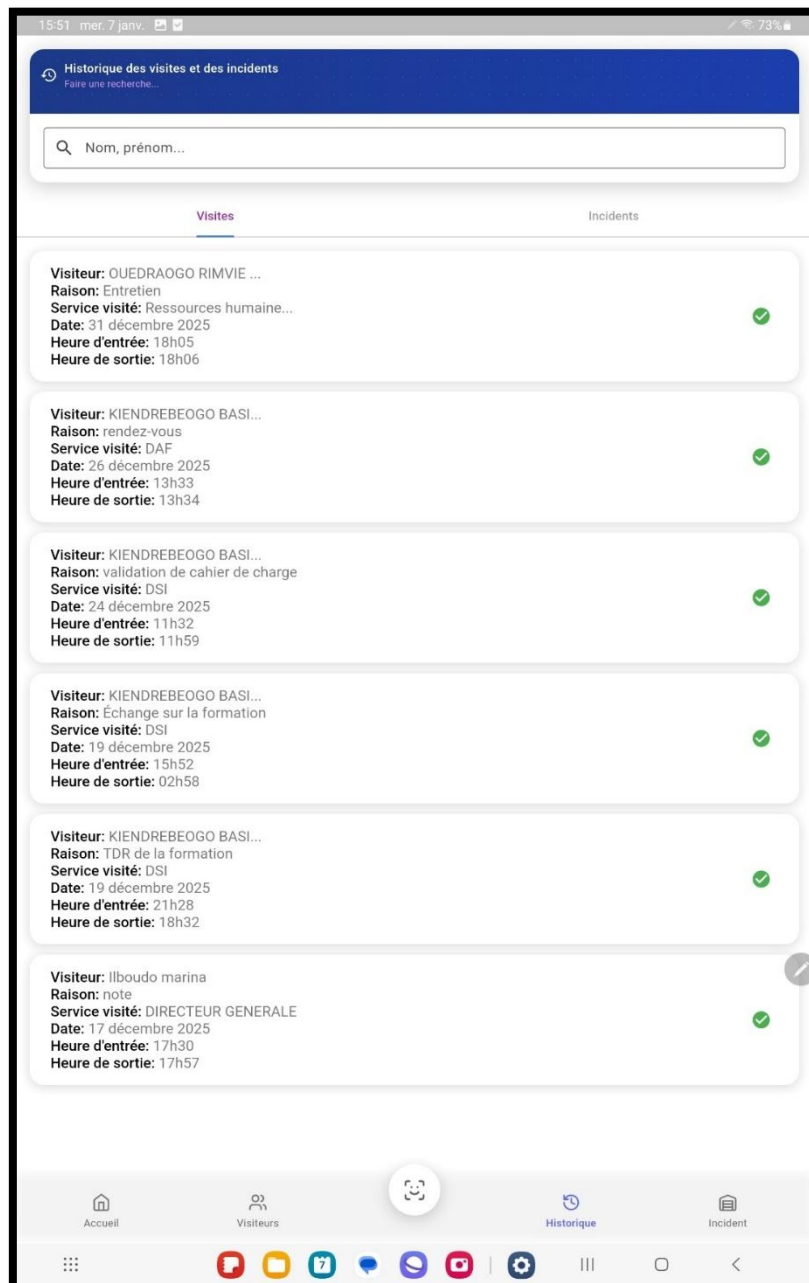 15:51 mer. 7 janv.
73%
Historique des visites et des incidents
Faire une recherche...
Nom, prénom...
Visites
Incidents
Visiteur: OUEDRAOGO RIMVIE ...
Raison: Entretien
Service visité: Ressources humaine...
Date: 31 décembre 2025
Heure d'entrée: 18h05
Heure de sortie: 18h06
Visiteur: KIENDREBEOGO BASI...
Raison: rendez-vous
Service visité: DAF
Date: 26 décembre 2025
Heure d'entrée: 13h33
Heure de sortie: 13h34
Visiteur: KIENDREBEOGO BASI...
Raison: validation de cahier de charge
Service visité: DSI
Date: 24 décembre 2025
Heure d'entrée: 11h32
Heure de sortie: 11h59
Visiteur: KIENDREBEOGO BASI...
Raison: Échange sur la formation
Service visité: DSI
Date: 19 décembre 2025
Heure d'entrée: 15h52
Heure de sortie: 02h58
Visiteur: KIENDREBEOGO BASI...
Raison: TDR de la formation
Service visité: DSI
Date: 19 décembre 2025
Heure d'entrée: 21h28
Heure de sortie: 18h32
Visiteur: Ilboudo marina
Raison: note
Service visité: DIRECTEUR GENERALE
Date: 17 décembre 2025
Heure d'entrée: 17h30
Heure de sortie: 17h57
Accueil
Visiteurs
Historique
Incident
7